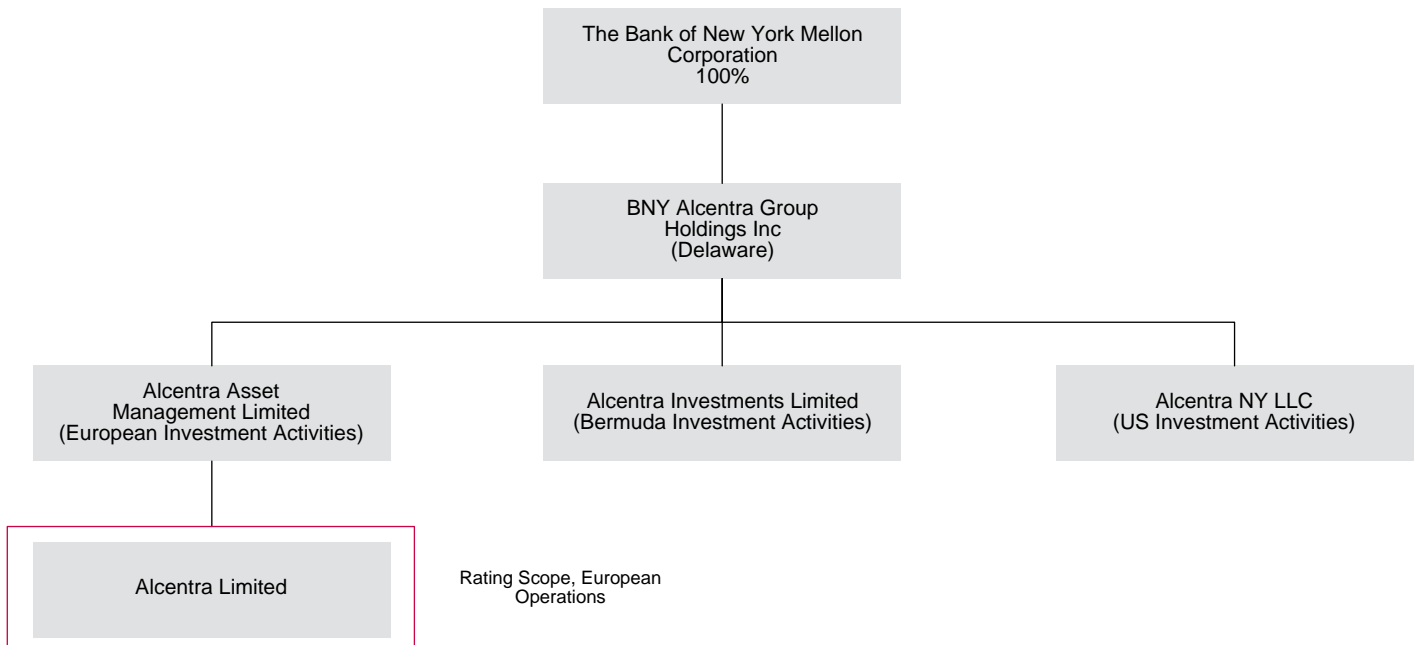 The Bank of New York Mellon
Corporation
100%
BNY Alcentra Group
Holdings Inc
(Delaware)
Alcentra Asset
Management Limited
(European Investment Activities)
Alcentra Investments Limited
(Bermuda Investment Activities)
Alcentra NY LLC
(US Investment Activities)
Alcentra Limited
Rating Scope, European
Operations